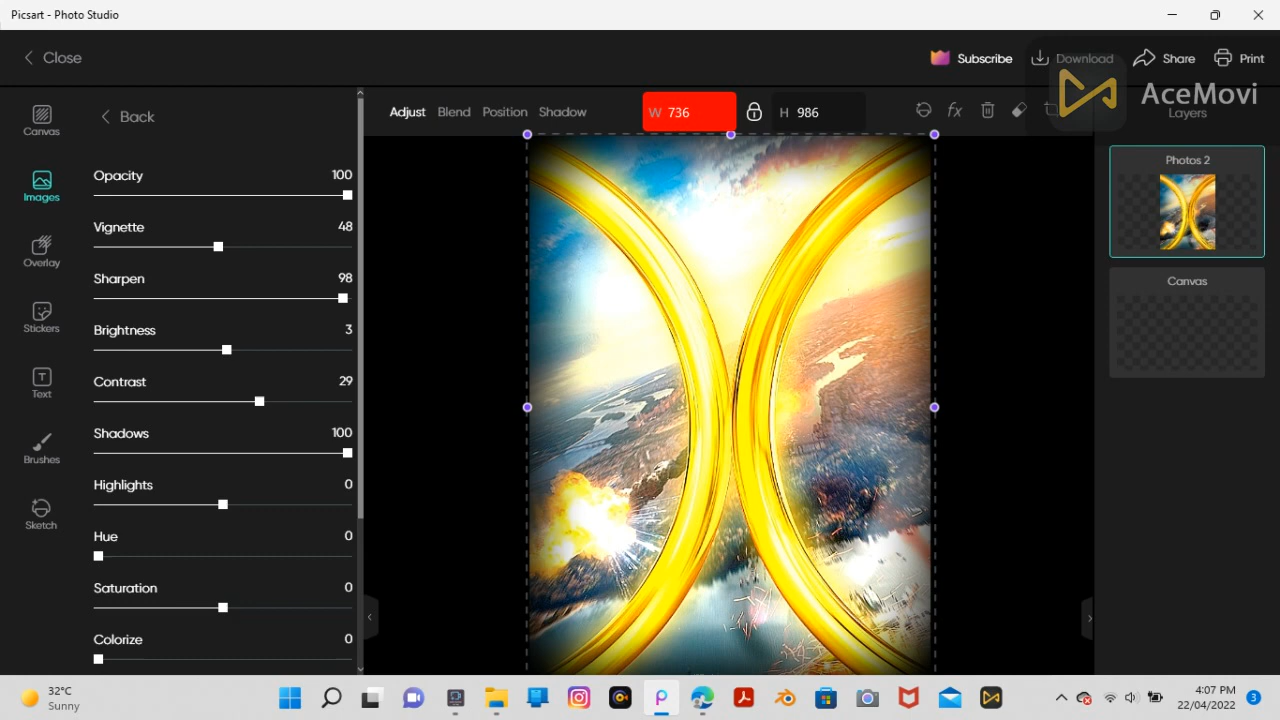 Picsart - Photo Studio
Close
Subscribe
Download
Share
Print
AceMovi
Canvas
Images
Overlay
Stickers
Text
Brushes
Sketch
Back
Opacity 100
Vignette 48
Sharpen 98
Brightness 3
Contrast 29
Shadows 100
Highlights 0
Hue 0
Saturation 0
Colorize 0
Adjust Blend Position Shadow W 736 H 986 fx
Layers
Photos 2
Canvas
32°C
Sunny
4:07 PM
22/04/2022
3